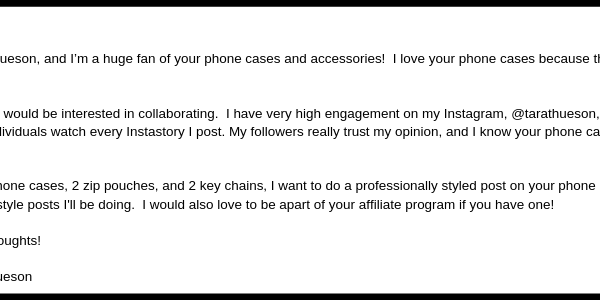 ueson, and I'm a huge fan of your phone cases and accessories!  I love your phone cases because
would be interested in collaborating.  I have very high engagement on my Instagram, @tarathueson,
dividuals watch every Instastory I post. My followers really trust my opinion, and I know your phone
cases, 2 zip pouches, and 2 key chains, I want to do a professionally styled post on your phone
style posts I'll be doing.  I would also love to be apart of your affiliate program if you have one!
oughts!
ueson